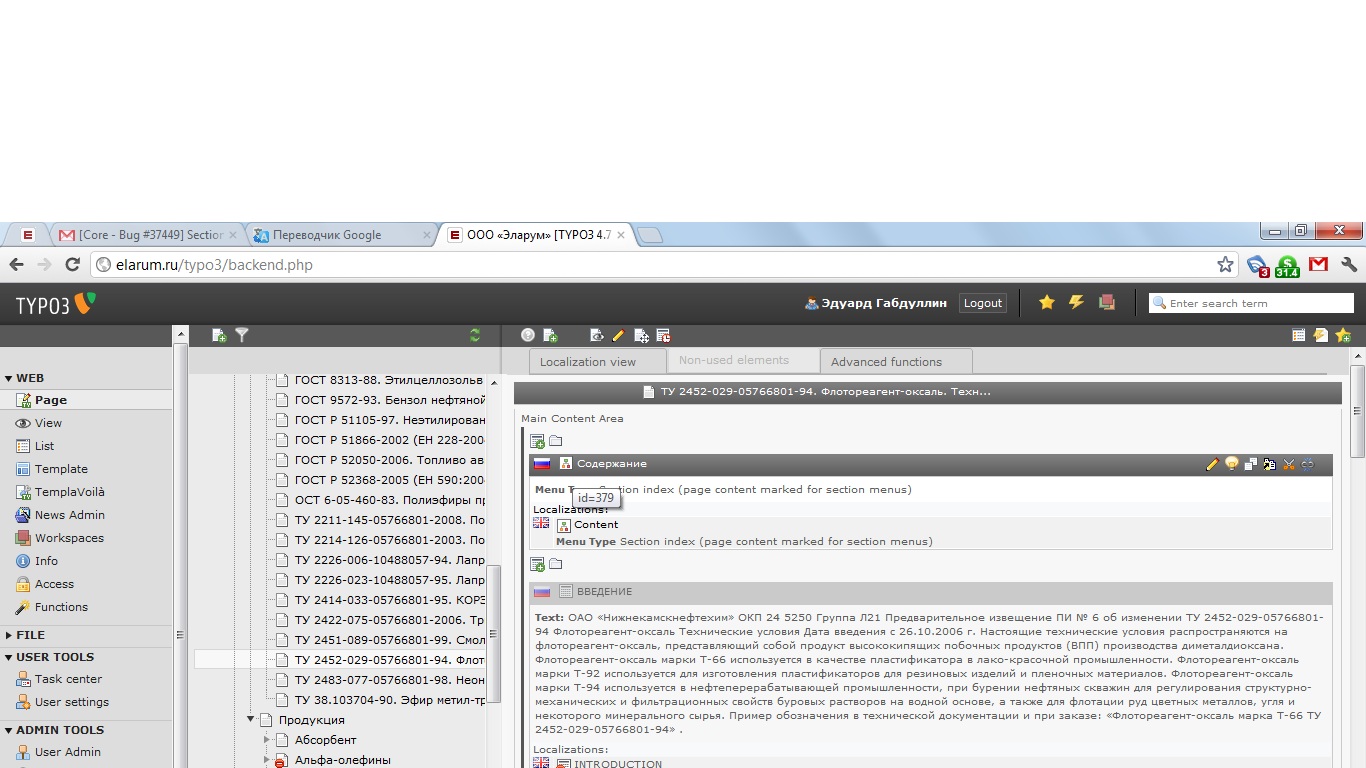 [Core - Bug #37449] Section
Переводчик Google
ООО «Эларум» [TYPO3 4.7
elarum.ru/typo3/backend.php
3
31.4
TYPO3
Эдуард Габдуллин
Logout
Enter search term
WEB
Page
View
List
Template
TemplaVoilà
News Admin
Workspaces
Info
Access
Functions
FILE
USER TOOLS
Task center
User settings
ADMIN TOOLS
User Admin
ГОСТ 8313-88. Этилцеллозольв
ГОСТ 9572-93. Бензол нефтяной
ГОСТ Р 51105-97. Неэтилирован
ГОСТ Р 51866-2002 (ЕН 228-200
ГОСТ Р 52050-2006. Топливо ав
ГОСТ Р 52368-2005 (ЕН 590:200
ОСТ 6-05-460-83. Полиэфиры пр
ТУ 2211-145-05766801-2008. По
ТУ 2214-126-05766801-2003. По
ТУ 2226-006-10488057-94. Лапр
ТУ 2226-023-10488057-95. Лапр
ТУ 2414-033-05766801-95. КОРЗ
ТУ 2422-075-05766801-2006. Тр
ТУ 2451-089-05766801-99. Смол
ТУ 2452-029-05766801-94. Флот
ТУ 2483-077-05766801-98. Неон
ТУ 38.103704-90. Эфир метил-тр
Продукция
Абсорбент
Альфа-олефины
Localization view
Non-used elements
Advanced functions
ТУ 2452-029-05766801-94. Флотореагент-оксаль. Техн...
Main Content Area
Содержание
Menu T Section index (page content marked for section menus)
id=379
Localizations:
Content
Menu Type Section index (page content marked for section menus)
ВВЕДЕНИЕ
Text: ОАО «Нижнекамскнефтехим» ОКП 24 5250 Группа Л21 Предварительное извещение ПИ № 6 об изменении ТУ 2452-029-05766801-
94 Флотореагент-оксаль Технические условия Дата введения с 26.10.2006 г. Настоящие технические условия распространяются на
флотореагент-оксаль, представляющий собой продукт высококипящих побочных продуктов (ВПП) производства диметалдиоксана.
Флотореагент-оксаль марки Т-66 используется в качестве пластификатора в лако-красочной промышленности. Флотореагент-оксаль
марки Т-92 используется для изготовления пластификаторов для резиновых изделий и пленочных материалов. Флотореагент-оксаль
марки Т-94 используется в нефтеперерабатывающей промышленности, при бурении нефтяных скважин для регулирования структурно-
механических и фильтрационных свойств буровых растворов на водной основе, а также для флотации руд цветных металлов, угля и
некоторого минерального сырья. Пример обозначения в технической документации и при заказе: «Флотореагент-оксаль марка Т-66 ТУ
2452-029-05766801-94» .
Localizations:
INTRODUCTION